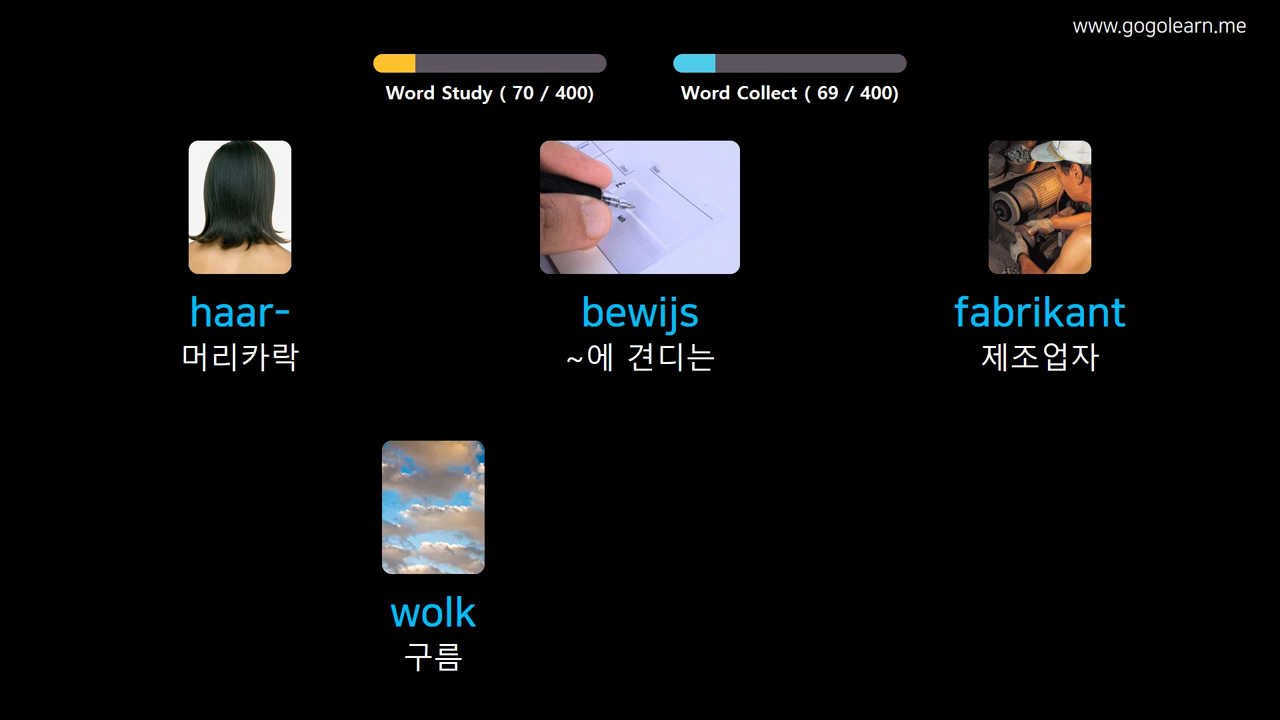 www.gogolearn.me
Word Study ( 70 / 400)
Word Collect ( 69 / 400)
haar-
머리카락
bewijs
~에 견디는
fabrikant
제조업자
wolk
구름